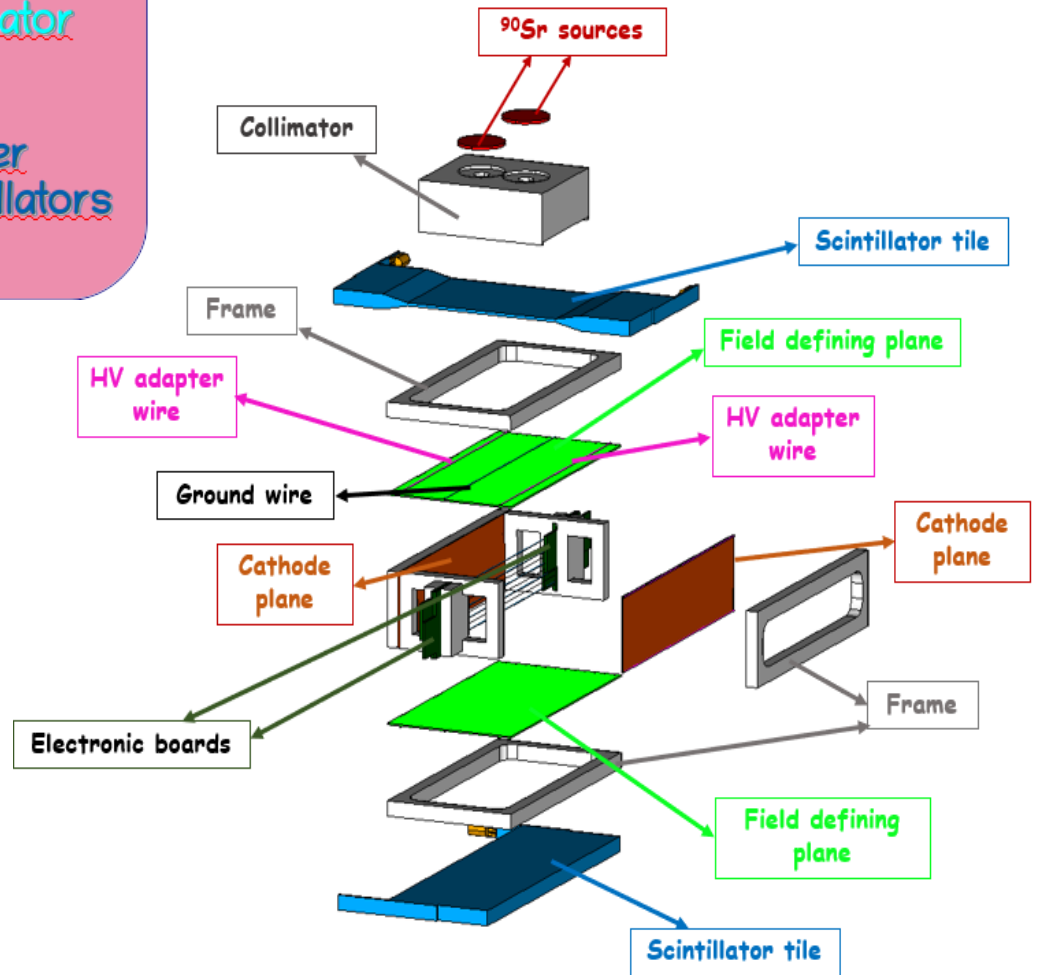 ⁹⁰Sr sources
Collimator
Scintillator tile
Frame
Field defining plane
HV adapter
wire
HV adapter
wire
Ground wire
Cathode
plane
Cathode
plane
Frame
Electronic boards
Field defining
plane
Scintillator tile